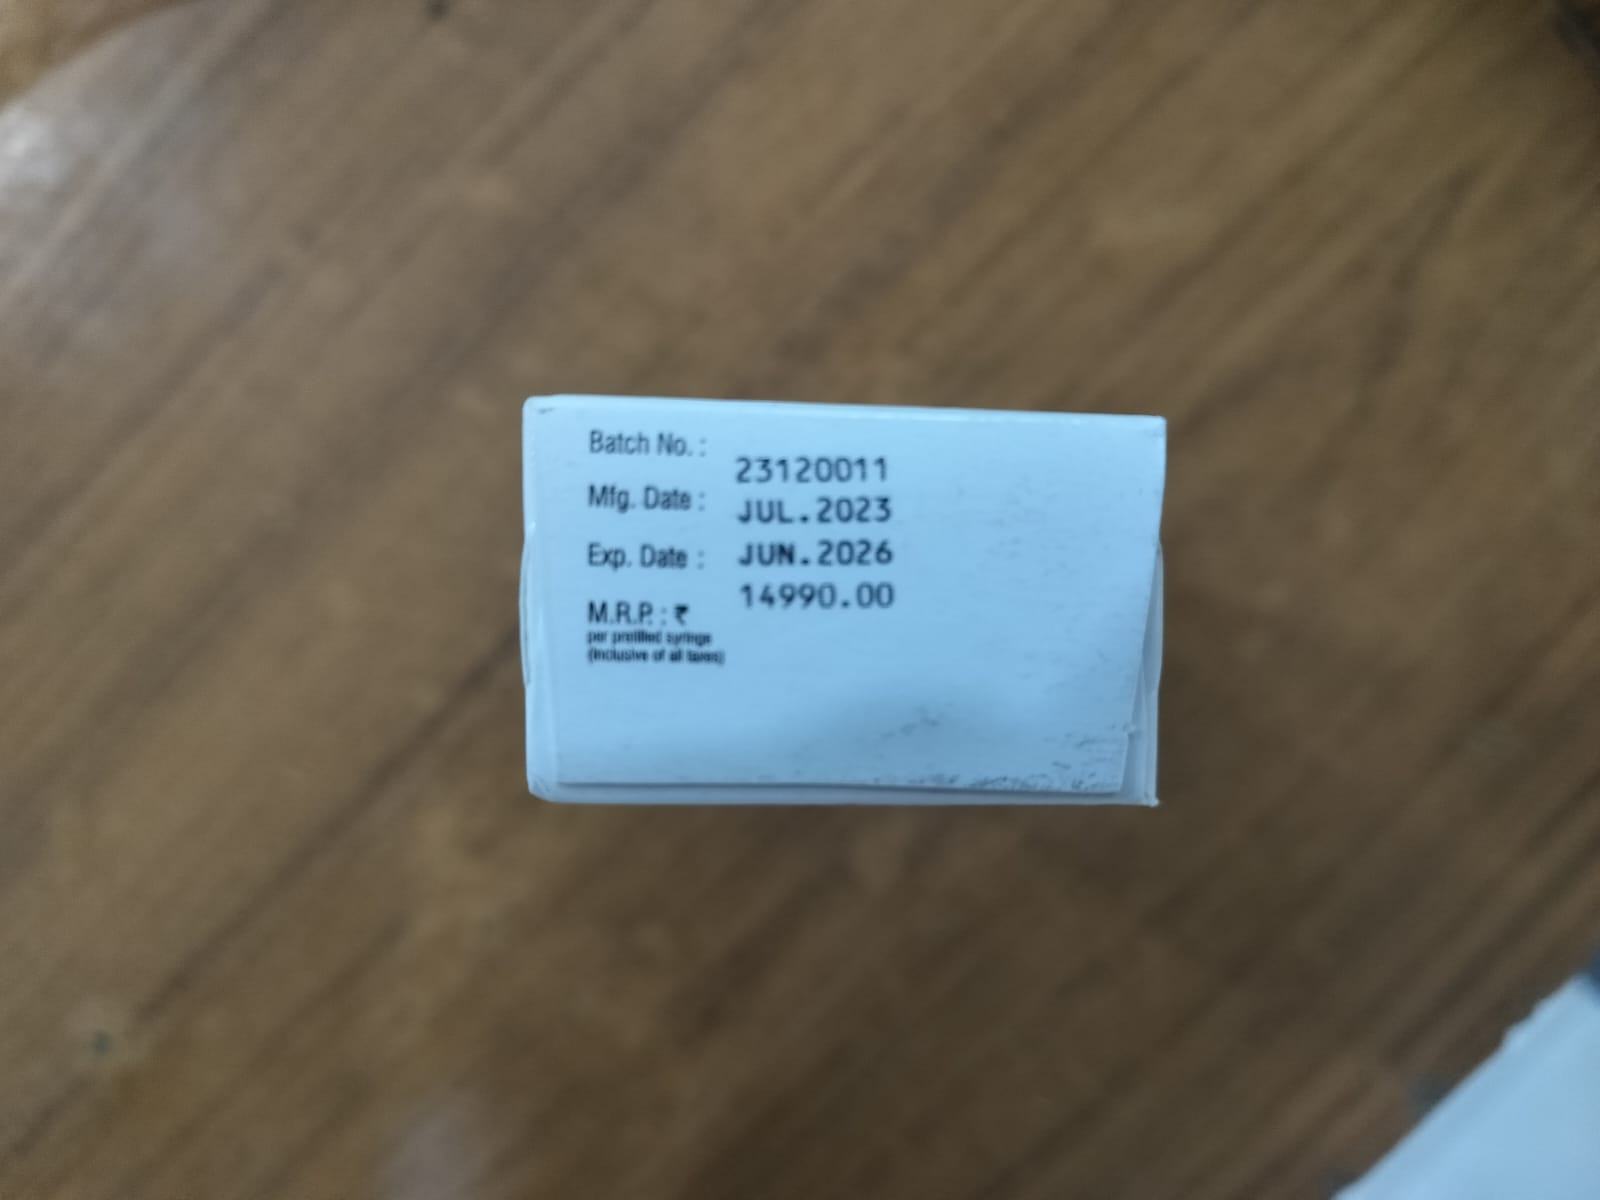 Batch No. : 23120011
Mfg. Date : JUL.2023
Exp. Date : JUN.2026
M.R.P. : ₹ 14990.00
per prefilled syringe
(Inclusive of all taxes)